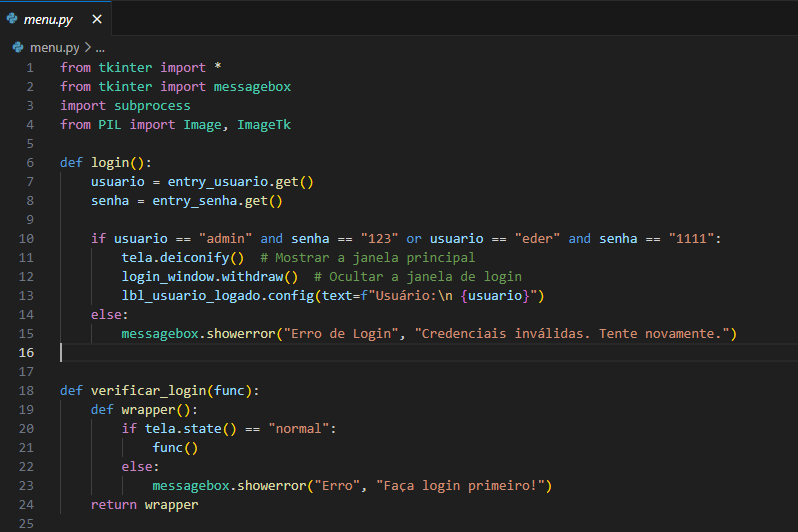 menu.py ×
menu.py > ...
1 from tkinter import *
2 from tkinter import messagebox
3 import subprocess
4 from PIL import Image, ImageTk
5
6 def login():
7     usuario = entry_usuario.get()
8     senha = entry_senha.get()
9
10     if usuario == "admin" and senha == "123" or usuario == "eder" and senha == "1111":
11         tela.deiconify()  # Mostrar a janela principal
12         login_window.withdraw()  # Ocultar a janela de login
13         lbl_usuario_logado.config(text=f"Usuário:\n {usuario}")
14     else:
15         messagebox.showerror("Erro de Login", "Credenciais inválidas. Tente novamente.")
16
17
18 def verificar_login(func):
19     def wrapper():
20         if tela.state() == "normal":
21             func()
22         else:
23             messagebox.showerror("Erro", "Faça login primeiro!")
24     return wrapper
25